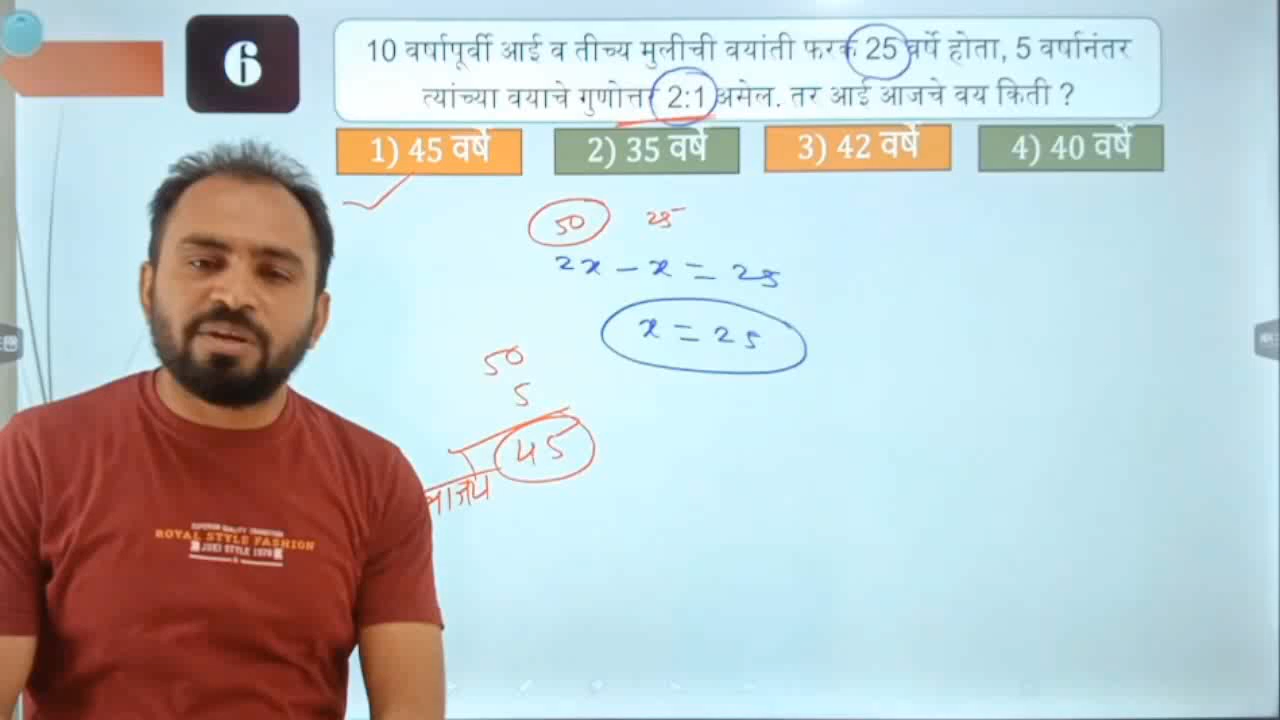 6
10 वर्षापूर्वी आई व तीच्य मुलीची वयांती फरक 25 वर्षे होता, 5 वर्षानंतर
त्यांच्या वयाचे गुणोत्तर 2:1 असेल. तर आई आजचे वय किती ?
1) 45 वर्षे 2) 35 वर्षे 3) 42 वर्षे 4) 40 वर्षे
50 25
2x – x = 25
x = 25
50
5
45
ROYAL STYLE FASHION